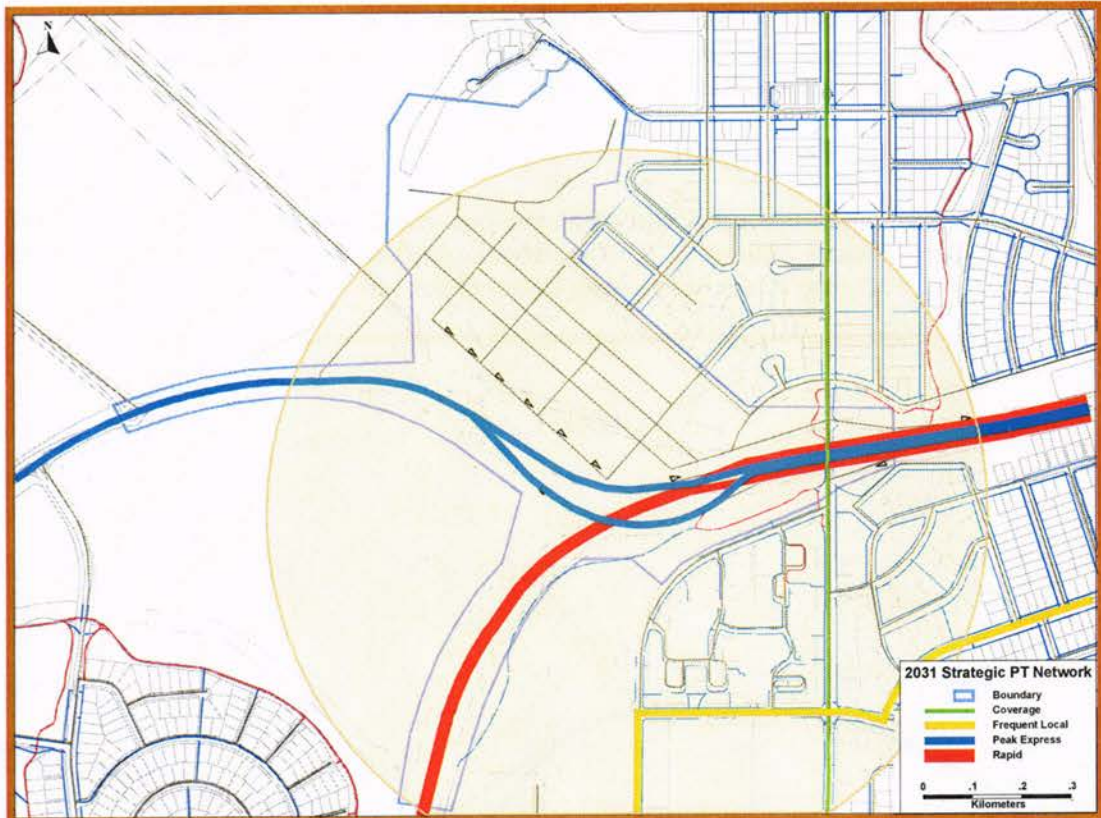 N
2031 Strategic PT Network
Boundary
Coverage
Frequent Local
Peak Express
Rapid
0 .1 .2 .3
Kilometers